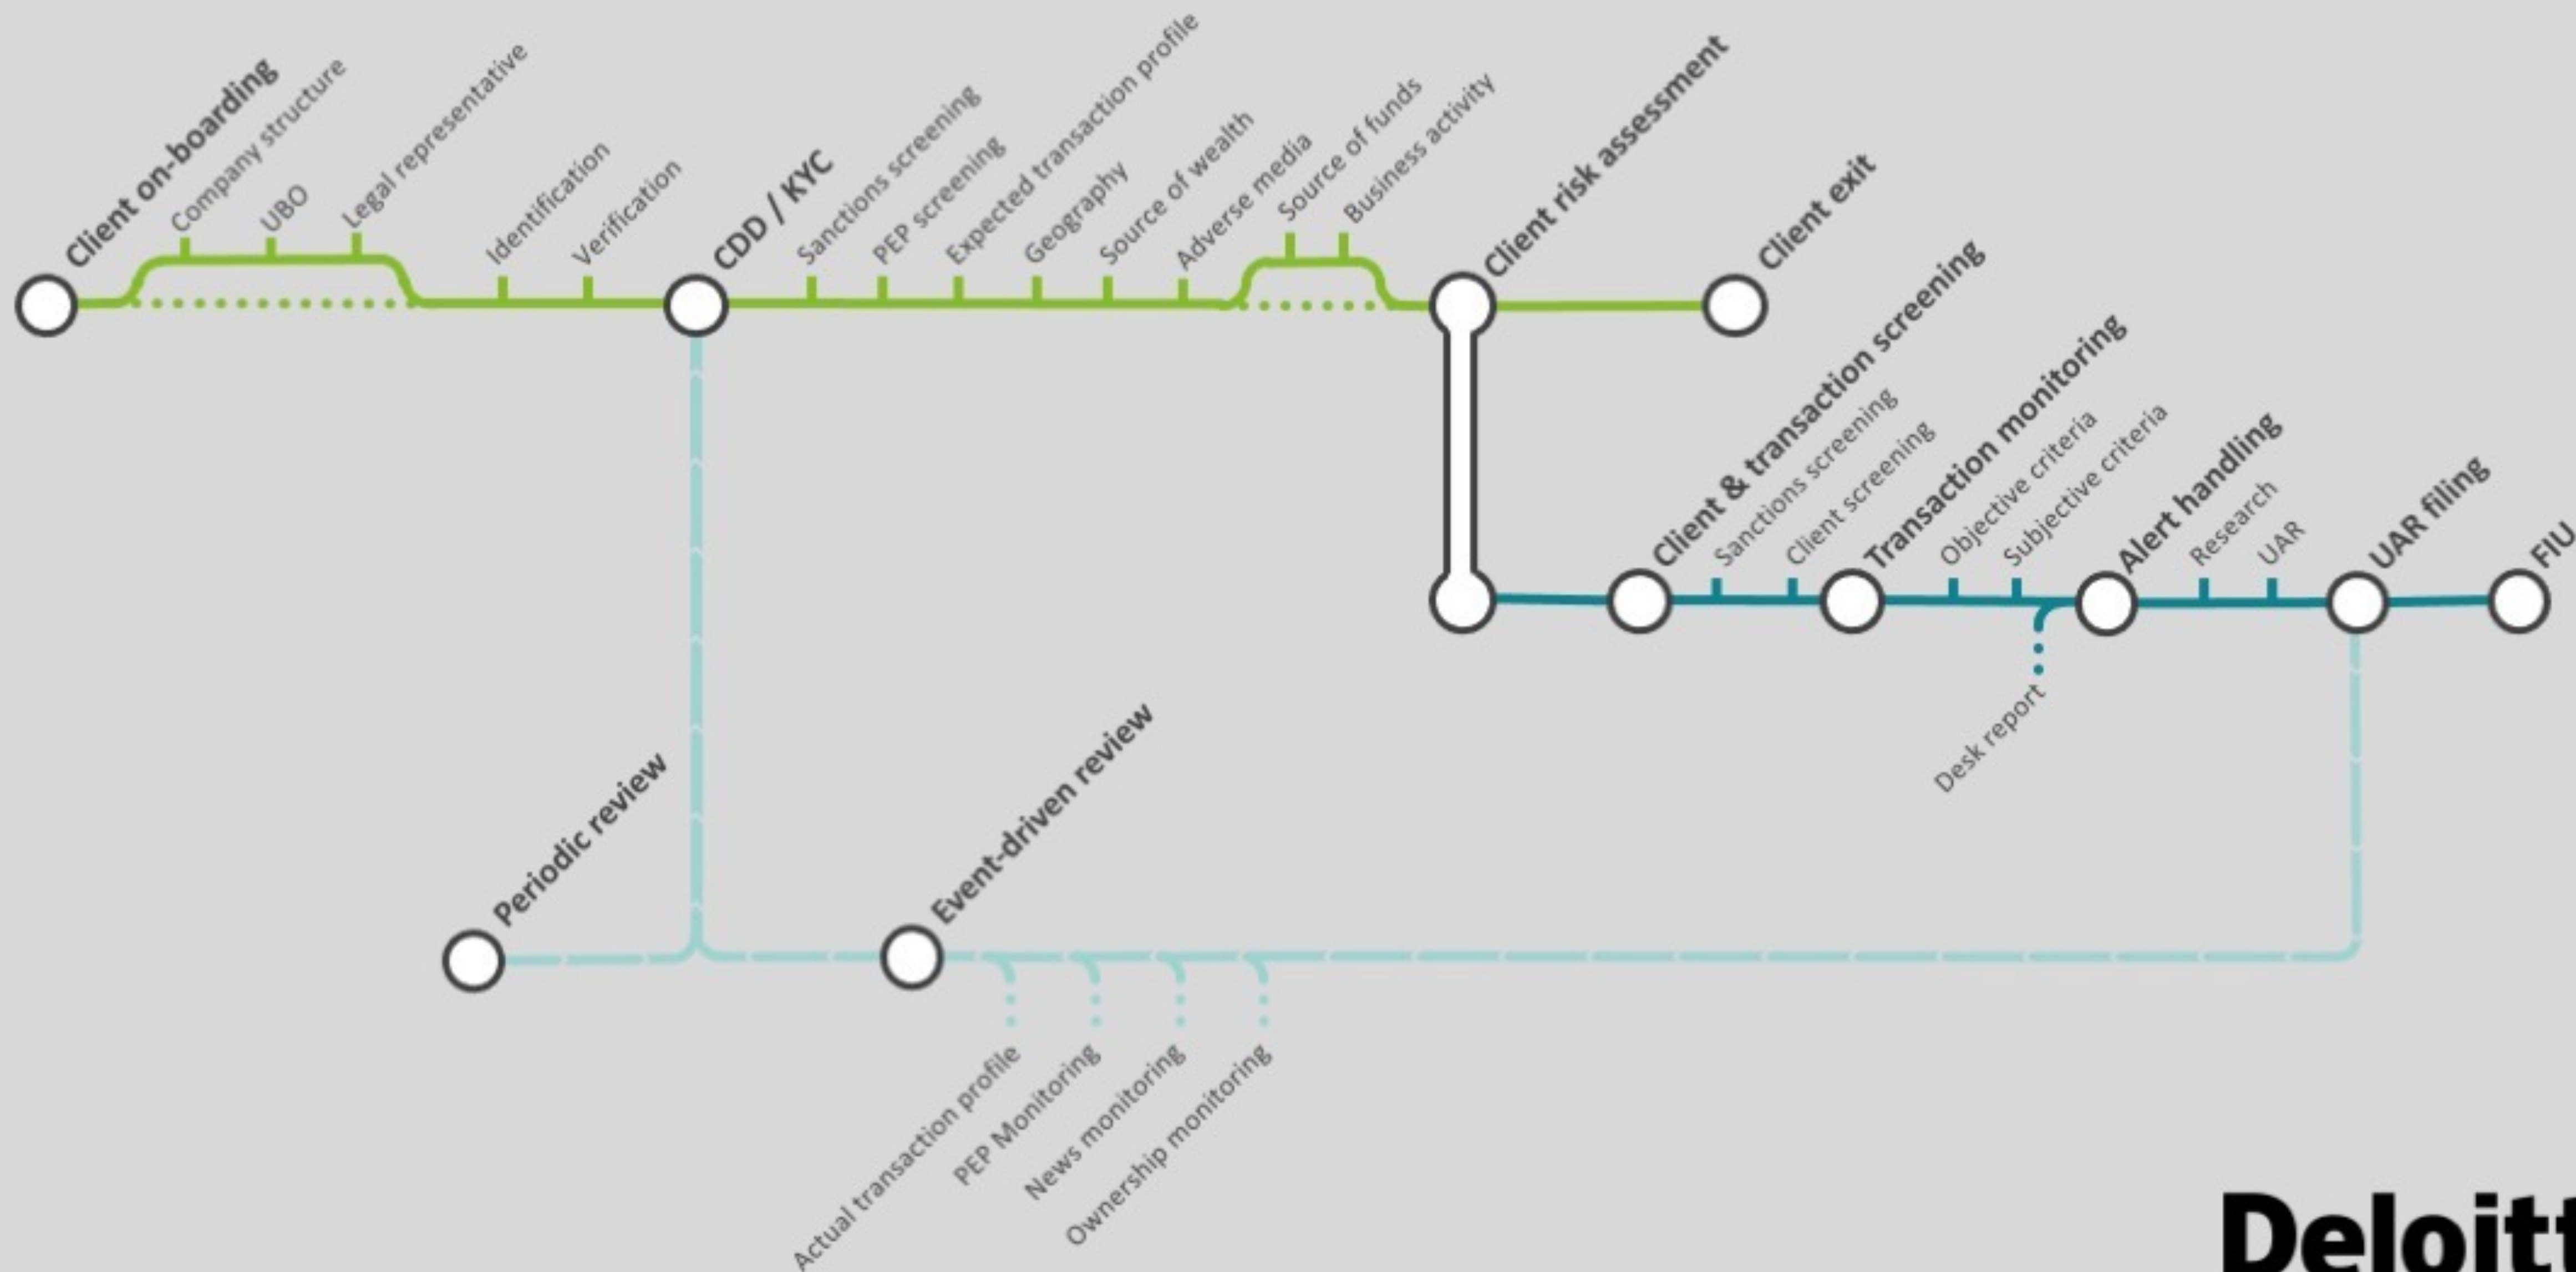 Client on-boarding
Company structure
UBO
Legal representative
Identification
Verification
CDD / KYC
Sanctions screening
PEP screening
Expected transaction profile
Geography
Source of wealth
Adverse media
Source of funds
Business activity
Client risk assessment
Client exit
Client & transaction screening
Sanctions screening
Client screening
Transaction monitoring
Objective criteria
Subjective criteria
Alert handling
Research
UAR
UAR filing
FIU
Desk report
Periodic review
Event-driven review
Actual transaction profile
PEP Monitoring
News monitoring
Ownership monitoring
Deloitt